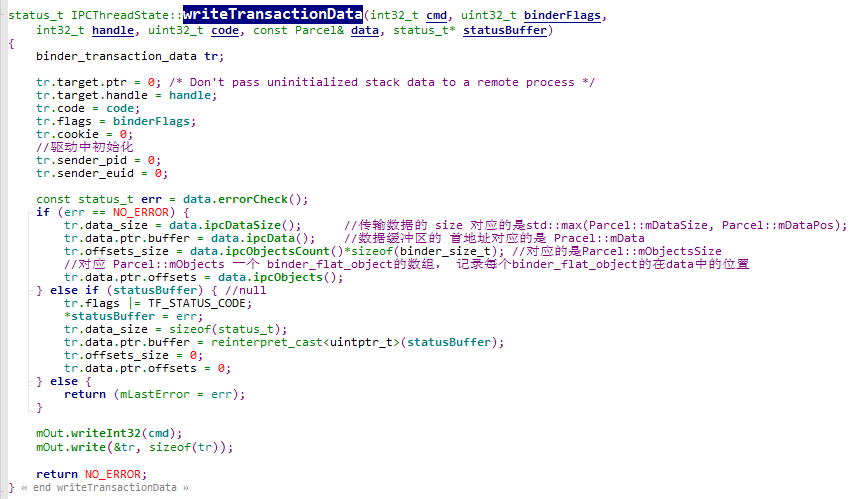 status_t IPCThreadState::writeTransactionData(int32_t cmd, uint32_t binderFlags,
    int32_t handle, uint32_t code, const Parcel& data, status_t* statusBuffer)
{
    binder_transaction_data tr;

    tr.target.ptr = 0; /* Don't pass uninitialized stack data to a remote process */
    tr.target.handle = handle;
    tr.code = code;
    tr.flags = binderFlags;
    tr.cookie = 0;
    //驱动中初始化
    tr.sender_pid = 0;
    tr.sender_euid = 0;

    const status_t err = data.errorCheck();
    if (err == NO_ERROR) {
        tr.data_size = data.ipcDataSize();      //传输数据的 size 对应的是std::max(Parcel::mDataSize, Parcel::mDataPos);
        tr.data.ptr.buffer = data.ipcData();    //数据缓冲区的 首地址对应的是 Pracel::mData
        tr.offsets_size = data.ipcObjectsCount()*sizeof(binder_size_t); //对应的是Parcel::mObjectsSize
        //对应 Parcel::mObjects 一个 binder_flat_object的数组， 记录每个binder_flat_object的在data中的位置
        tr.data.ptr.offsets = data.ipcObjects();
    } else if (statusBuffer) { //null
        tr.flags |= TF_STATUS_CODE;
        *statusBuffer = err;
        tr.data_size = sizeof(status_t);
        tr.data.ptr.buffer = reinterpret_cast<uintptr_t>(statusBuffer);
        tr.offsets_size = 0;
        tr.data.ptr.offsets = 0;
    } else {
        return (mLastError = err);
    }

    mOut.writeInt32(cmd);
    mOut.write(&tr, sizeof(tr));

    return NO_ERROR;
} « end writeTransactionData »